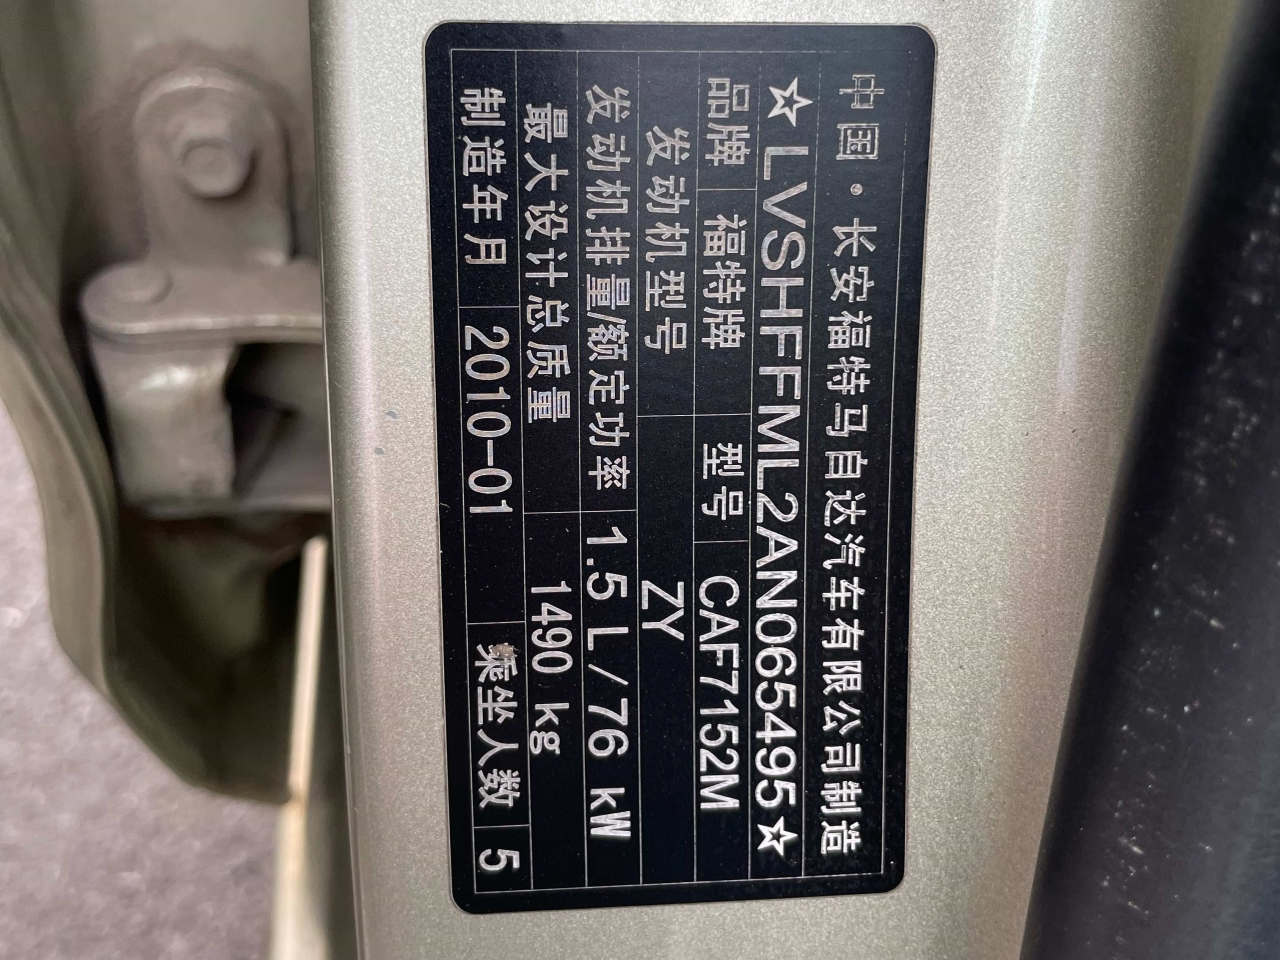 中国·长安福特马自达汽车有限公司制造
☆LVSHFFML2AN065495☆
品牌 福特牌 型号 CAF7152M
发动机型号 ZY
发动机排量/额定功率 1.5 L/76 kW
最大设计总质量 1490 kg
制造年月 2010-01 乘坐人数 5